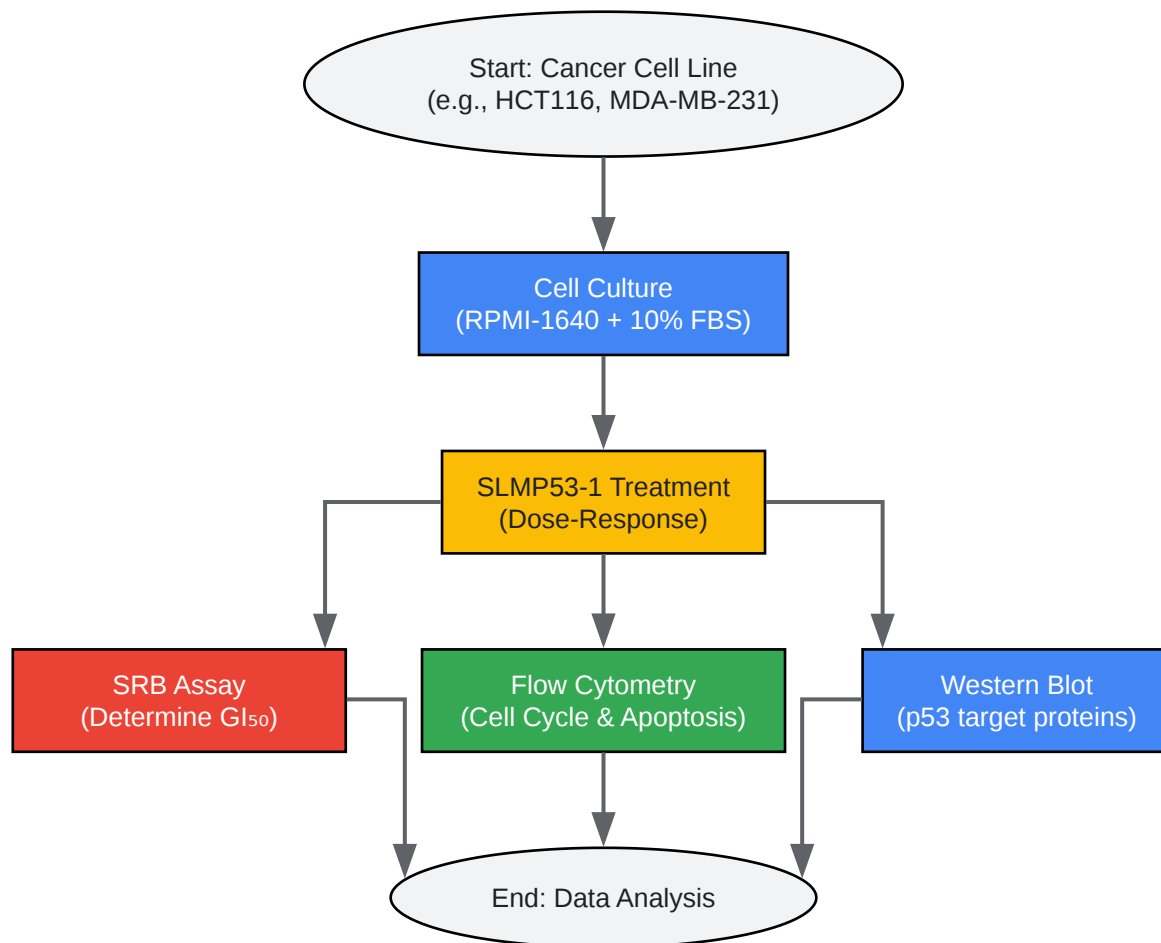 Start: Cancer Cell Line
(e.g., HCT116, MDA-MB-231)
Cell Culture
(RPMI-1640 + 10% FBS)
SLMP53-1 Treatment
(Dose-Response)
SRB Assay
(Determine GI₅₀)
Flow Cytometry
(Cell Cycle & Apoptosis)
Western Blot
(p53 target proteins)
End: Data Analysis